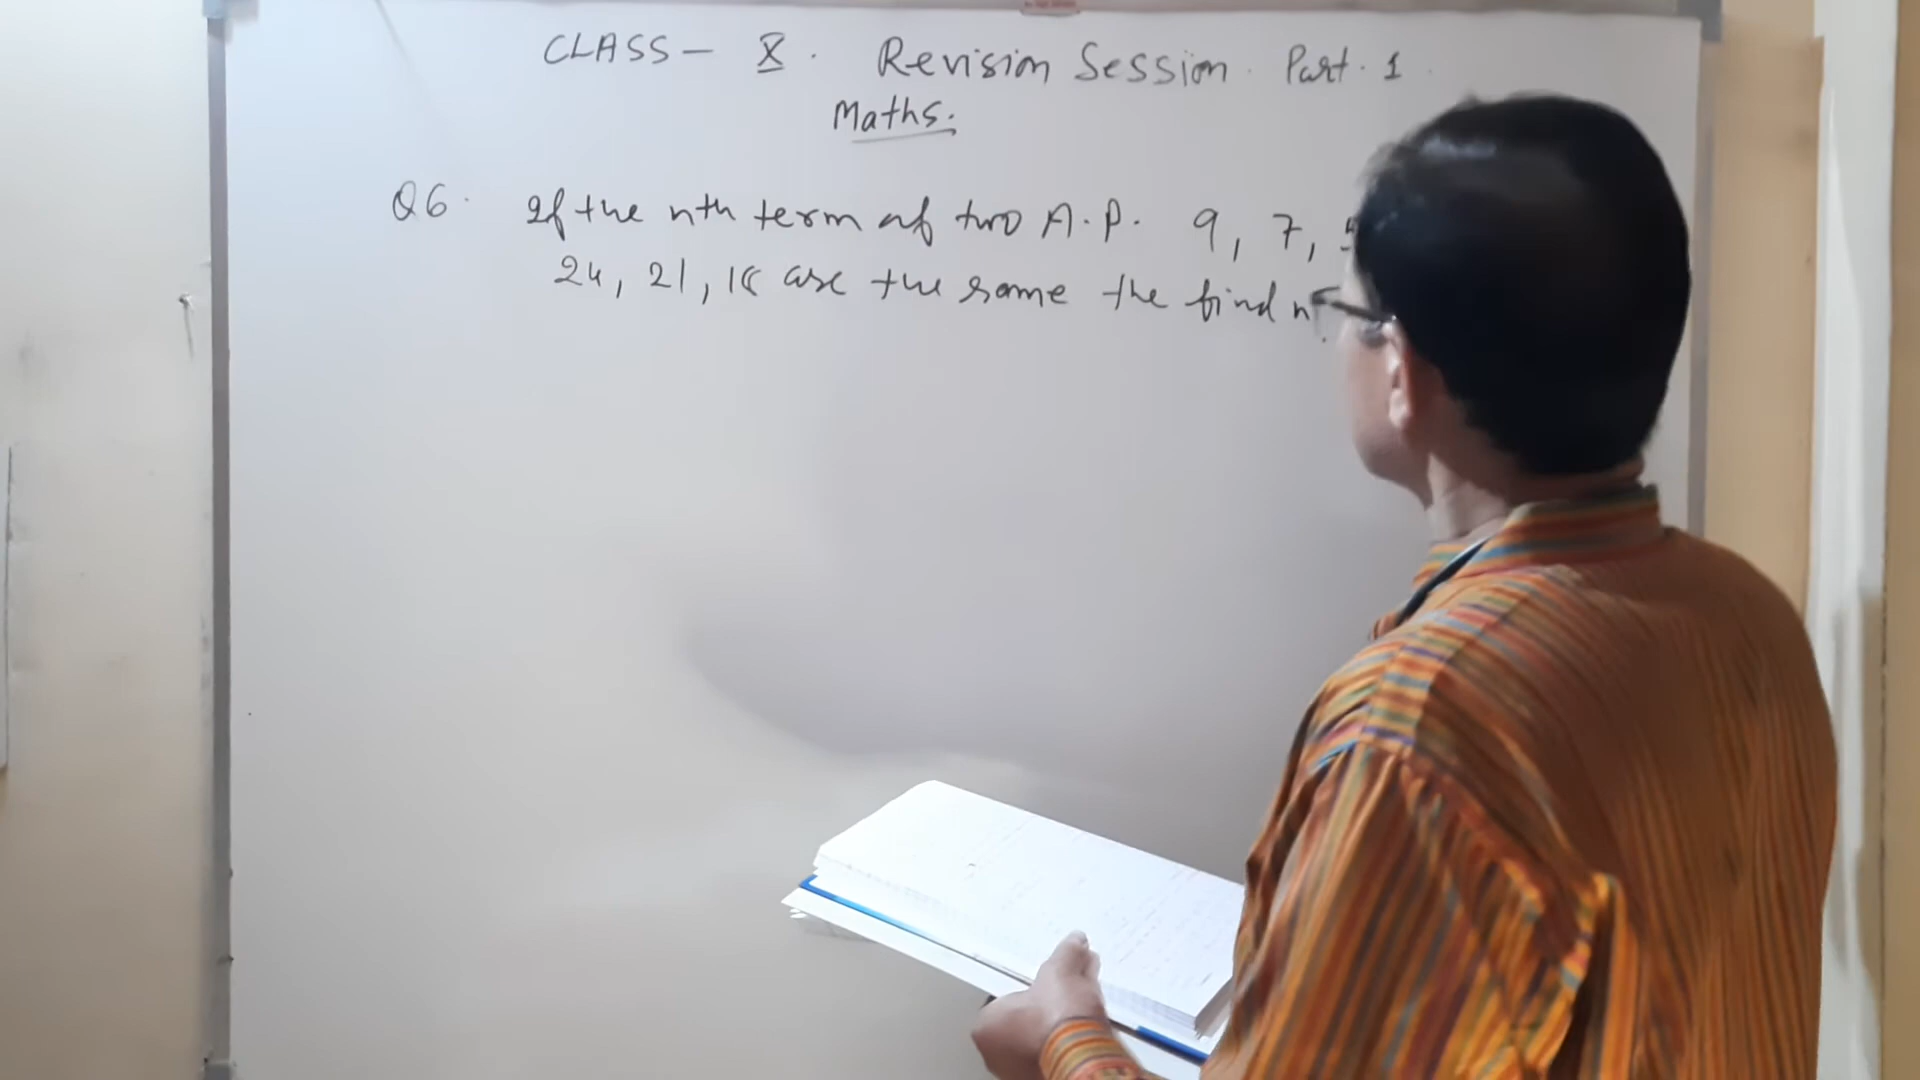 CLASS - X. Revision Session. Part. 1
Maths.
Q6. If the nth term of two A.P. 9, 7, 5
24, 21, 18 are the same the find n